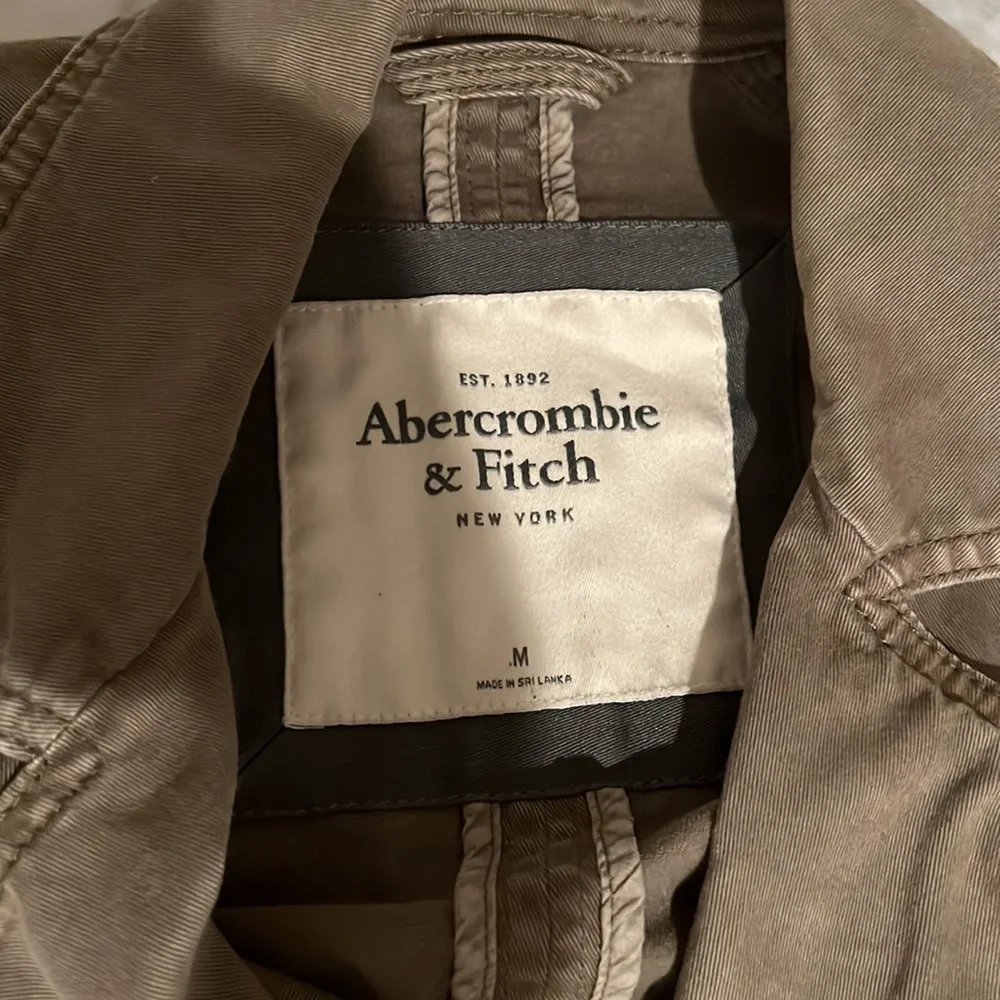 EST. 1892
Abercrombie
& Fitch
NEW YORK
M
MADE IN SRI LANKA